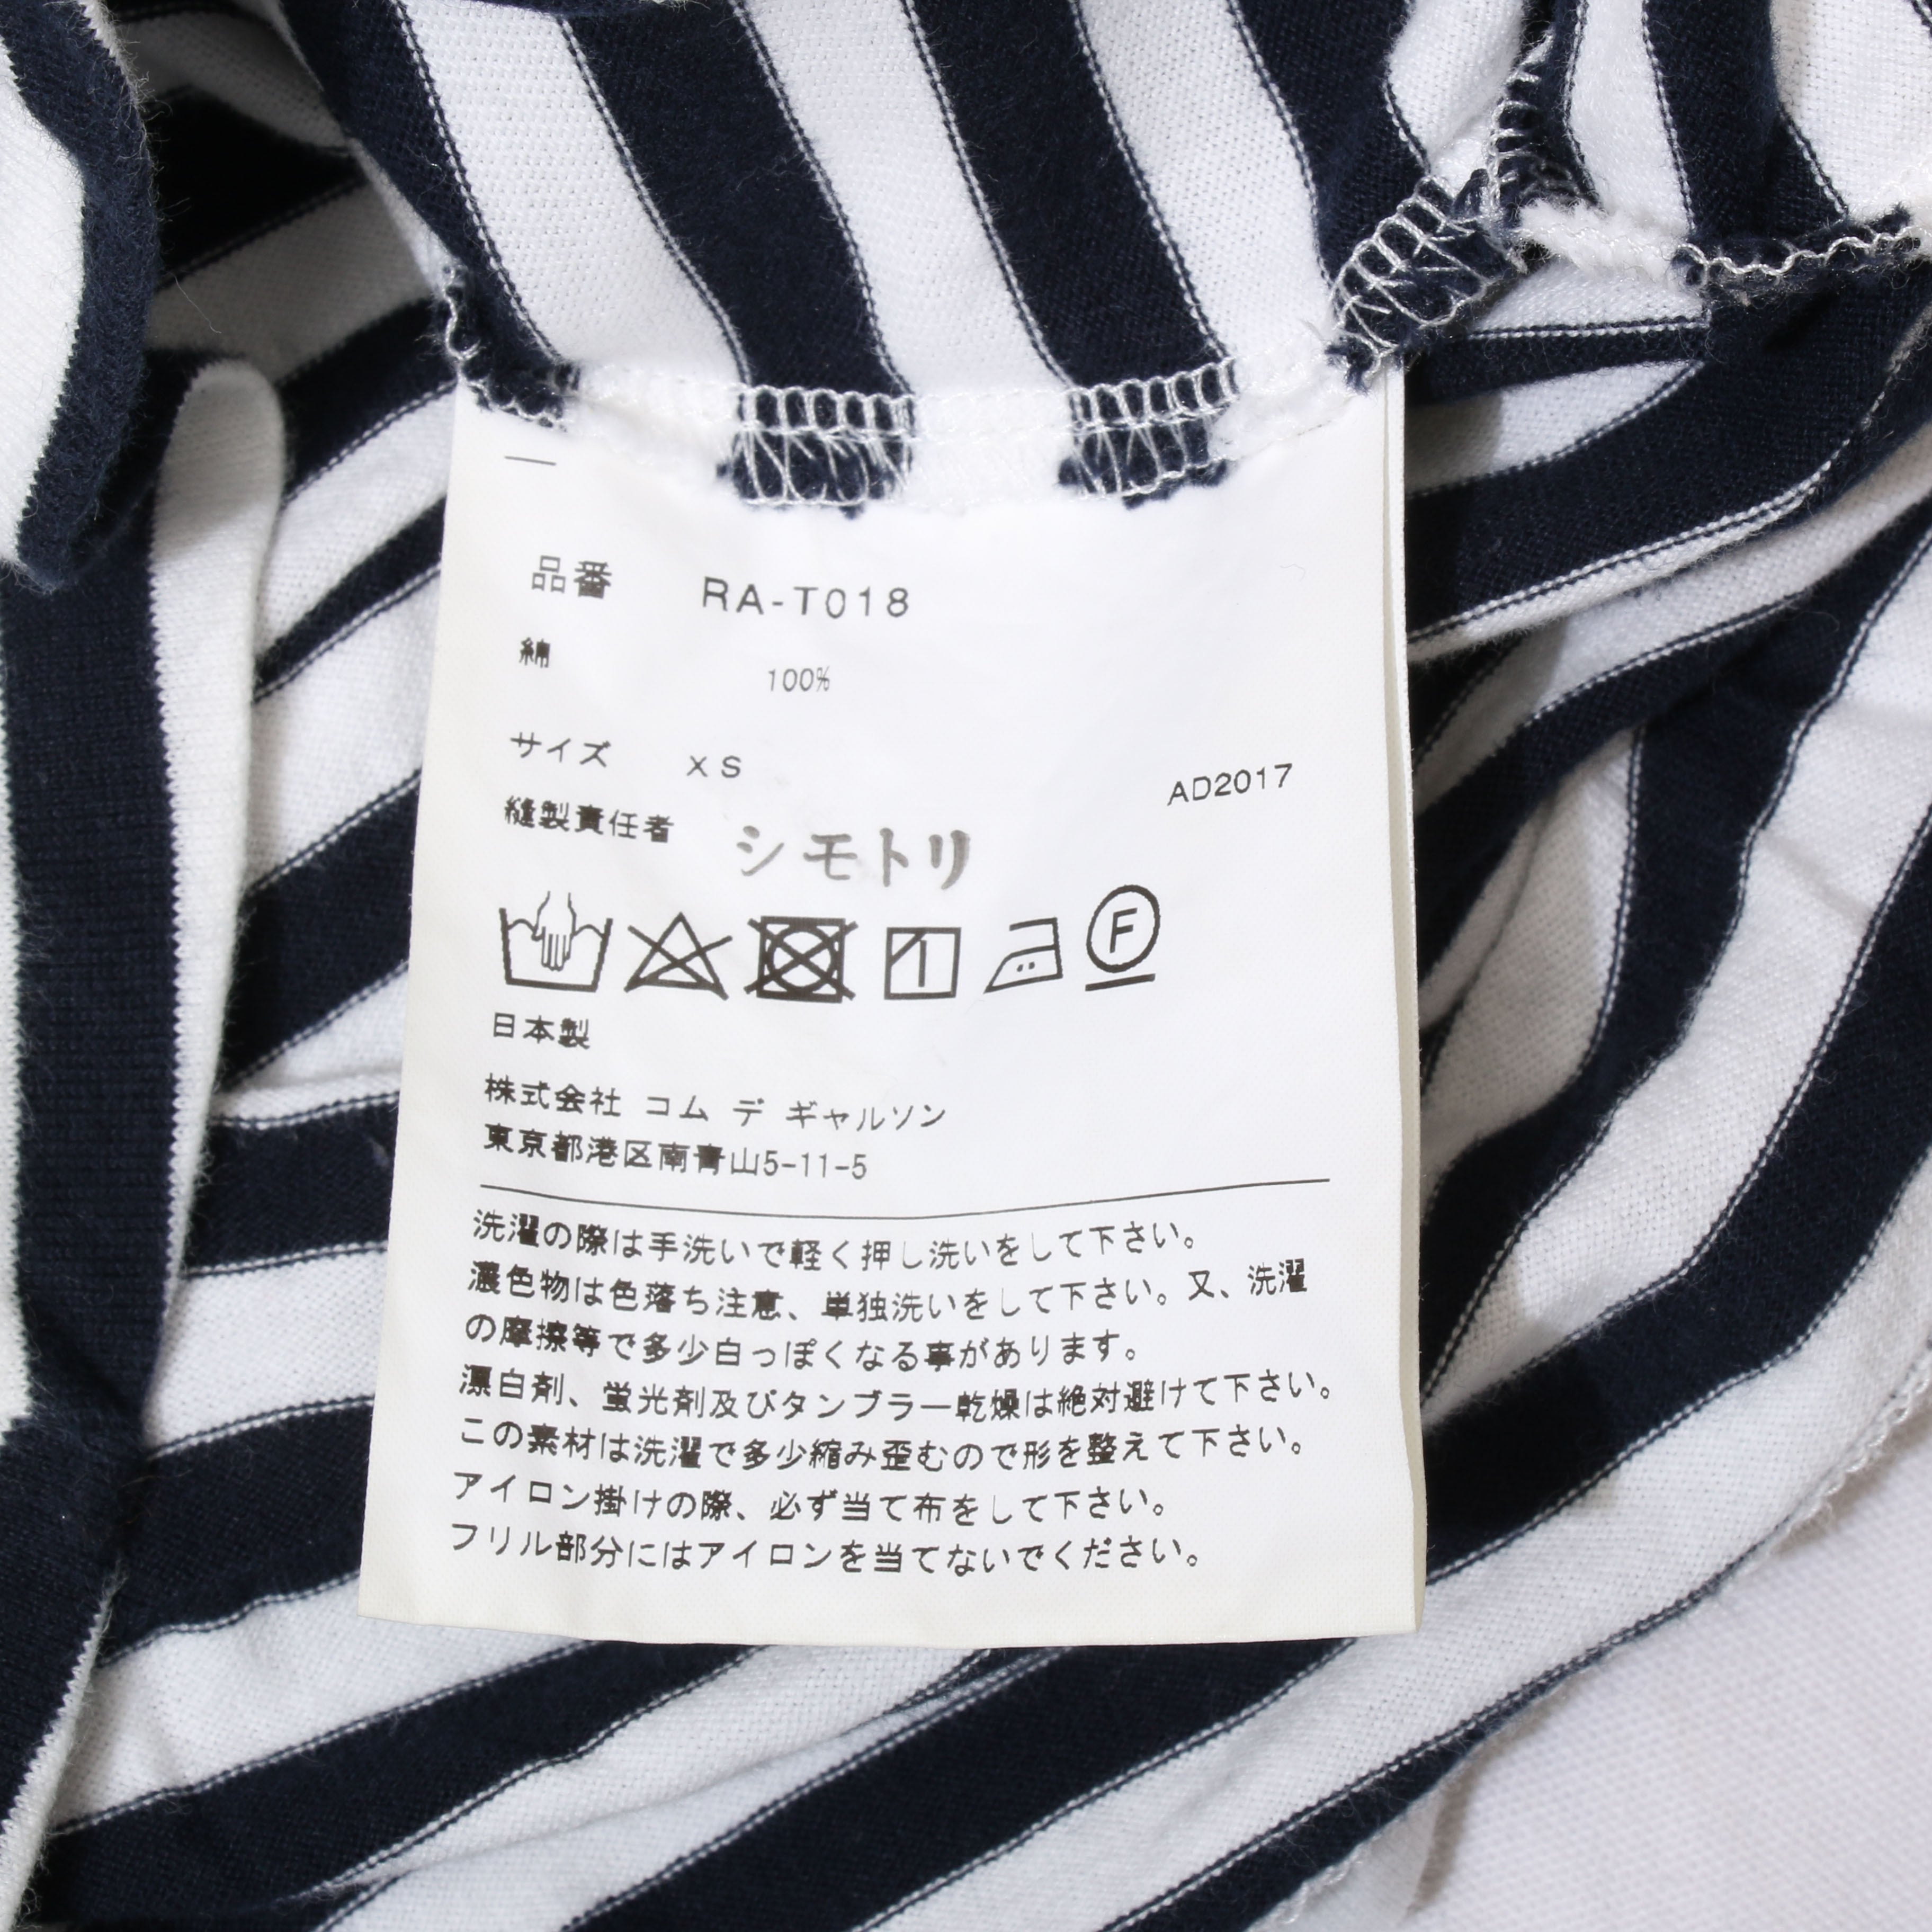 品番 RA-T018
綿 100%
サイズ XS
AD2017
縫製責任者 シモトリ
1
F
日本製
株式会社 コム デ ギャルソン
東京都港区南青山5-11-5
洗濯の際は手洗いで軽く押し洗いをして下さい。
濃色物は色落ち注意、単独洗いをして下さい。又、洗濯
の摩擦等で多少白っぽくなる事があります。
漂白剤、蛍光剤及びタンブラー乾燥は絶対避けて下さい。
この素材は洗濯で多少縮み歪むので形を整えて下さい。
アイロン掛けの際、必ず当て布をして下さい。
フリル部分にはアイロンを当てないでください。